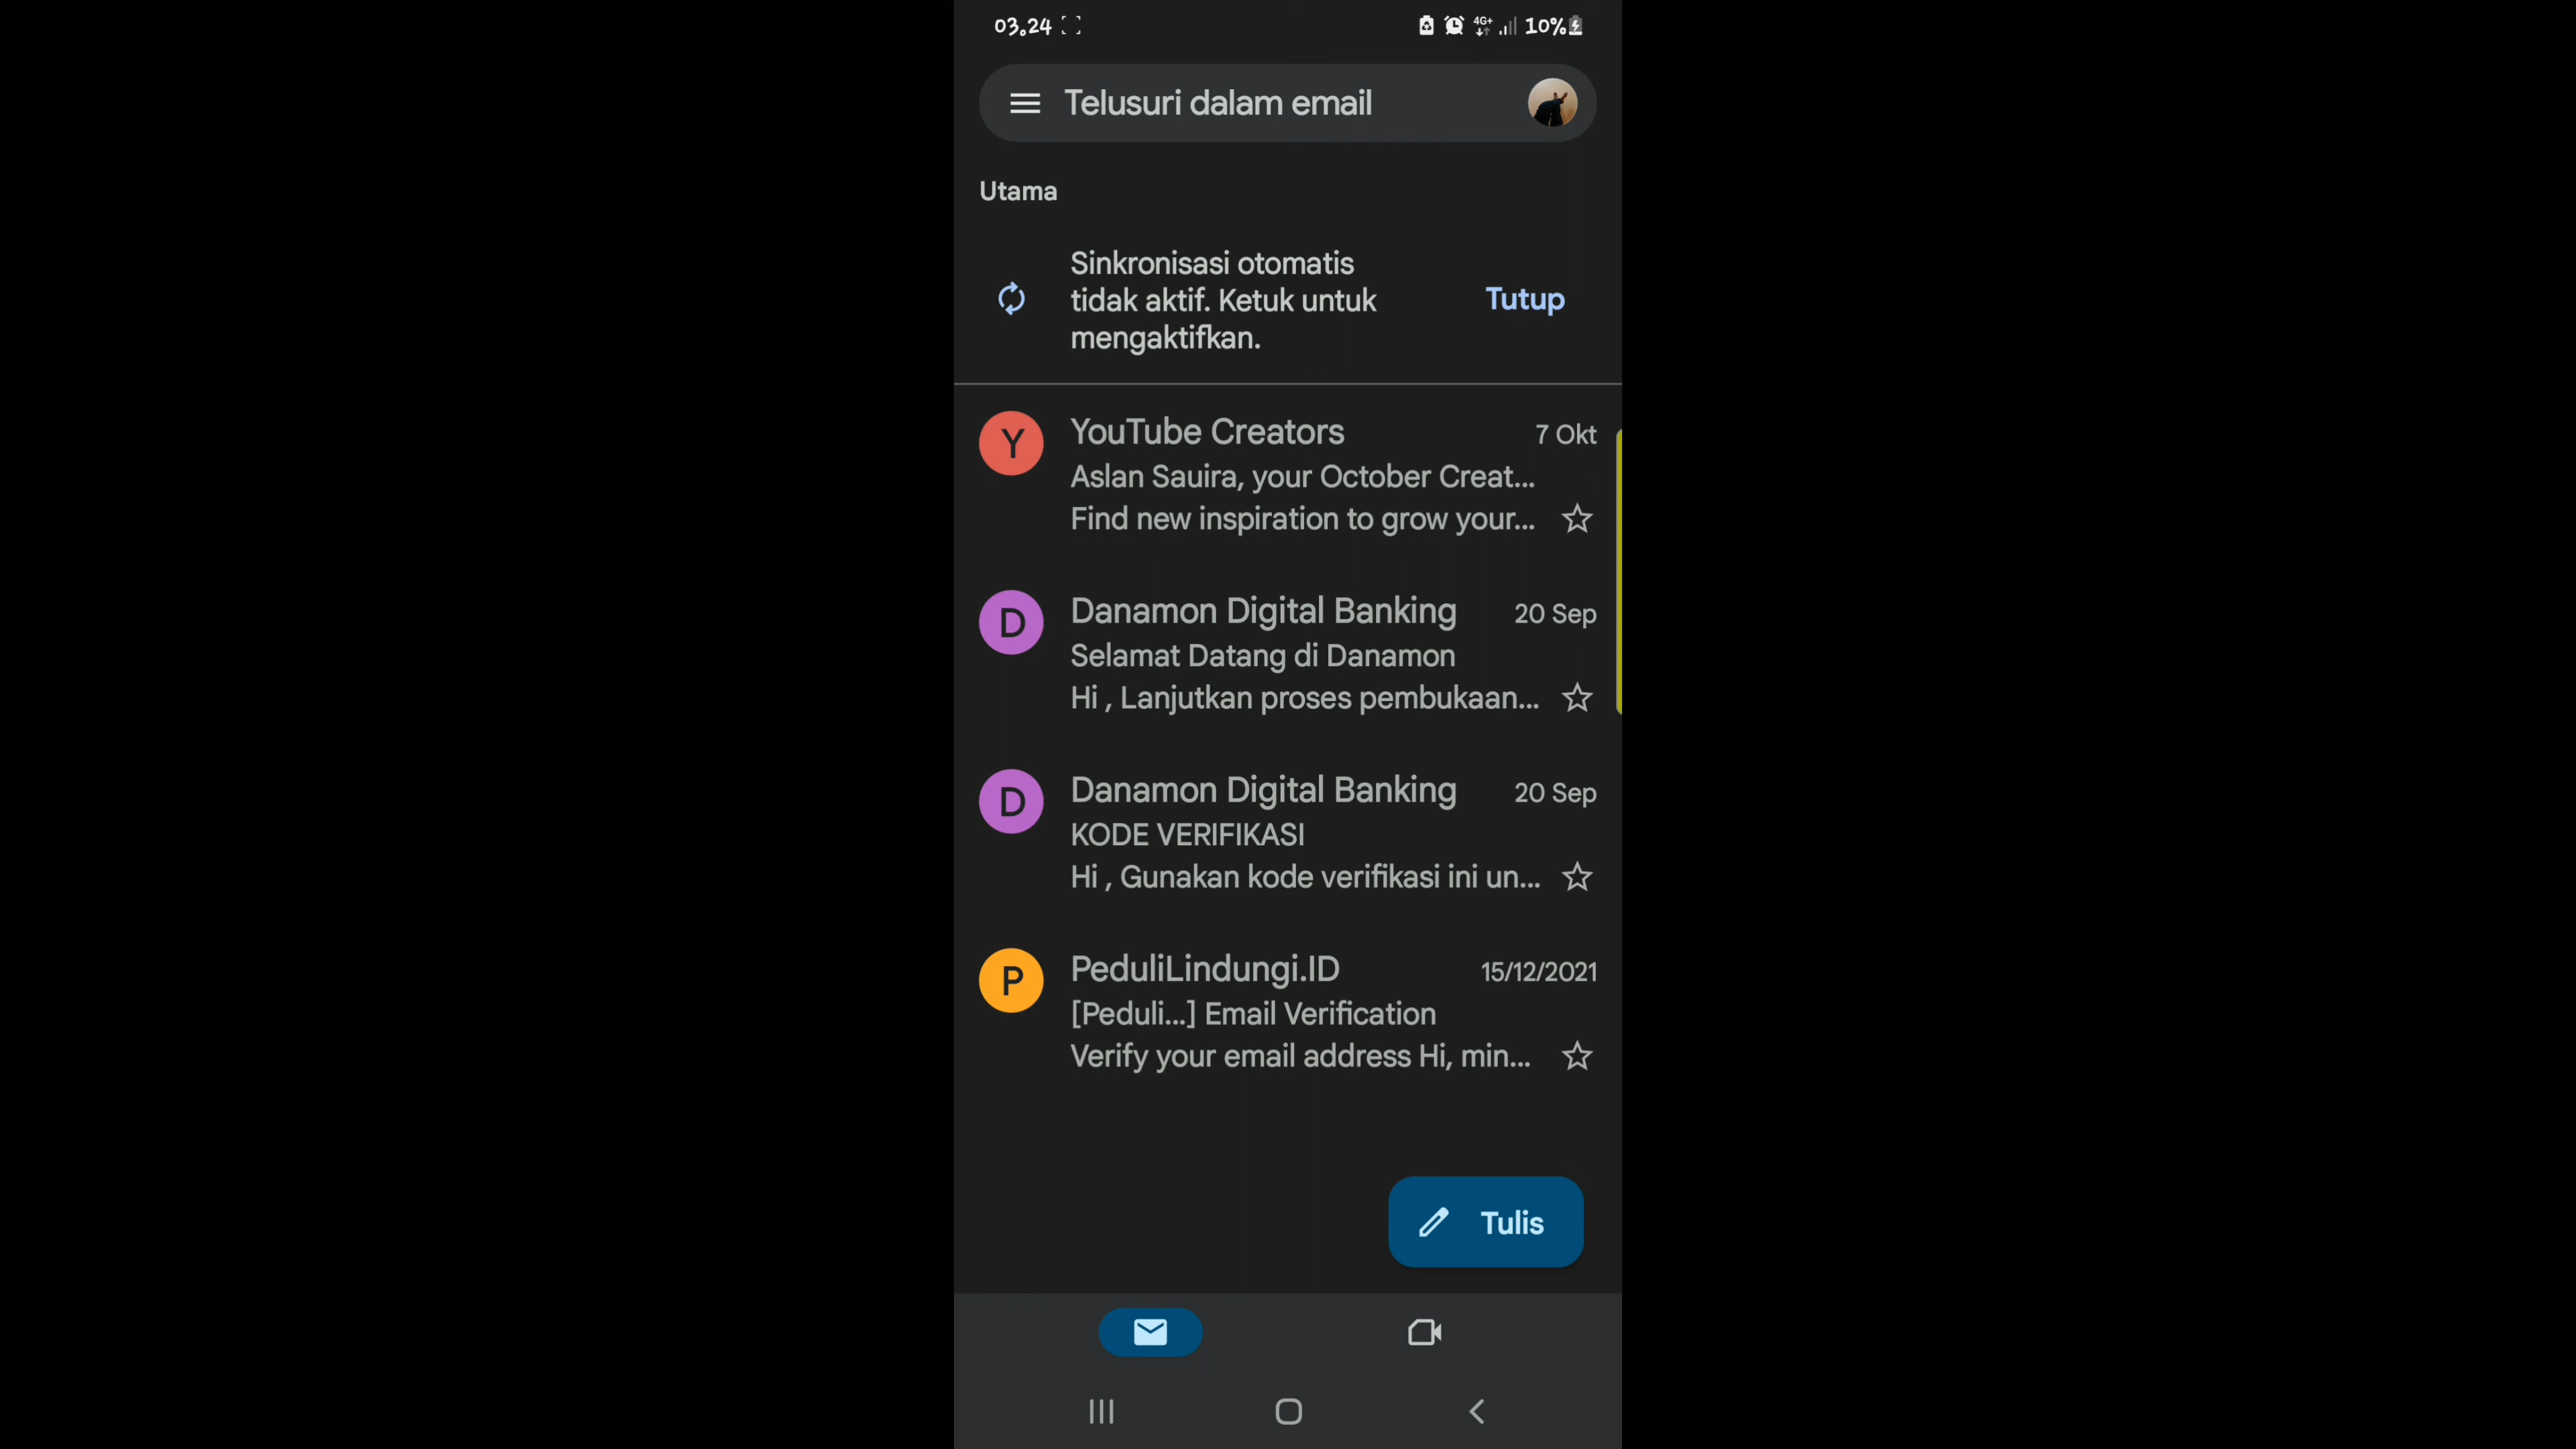 03.24
4G+ 10%
Telusuri dalam email
Utama
Sinkronisasi otomatis
tidak aktif. Ketuk untuk
mengaktifkan.
Tutup
Y
YouTube Creators
7 Okt
Aslan Sauira, your October Creat...
Find new inspiration to grow your...
D
Danamon Digital Banking
20 Sep
Selamat Datang di Danamon
Hi , Lanjutkan proses pembukaan...
D
Danamon Digital Banking
20 Sep
KODE VERIFIKASI
Hi , Gunakan kode verifikasi ini un...
P
PeduliLindungi.ID
15/12/2021
[Peduli...] Email Verification
Verify your email address Hi, min...
Tulis